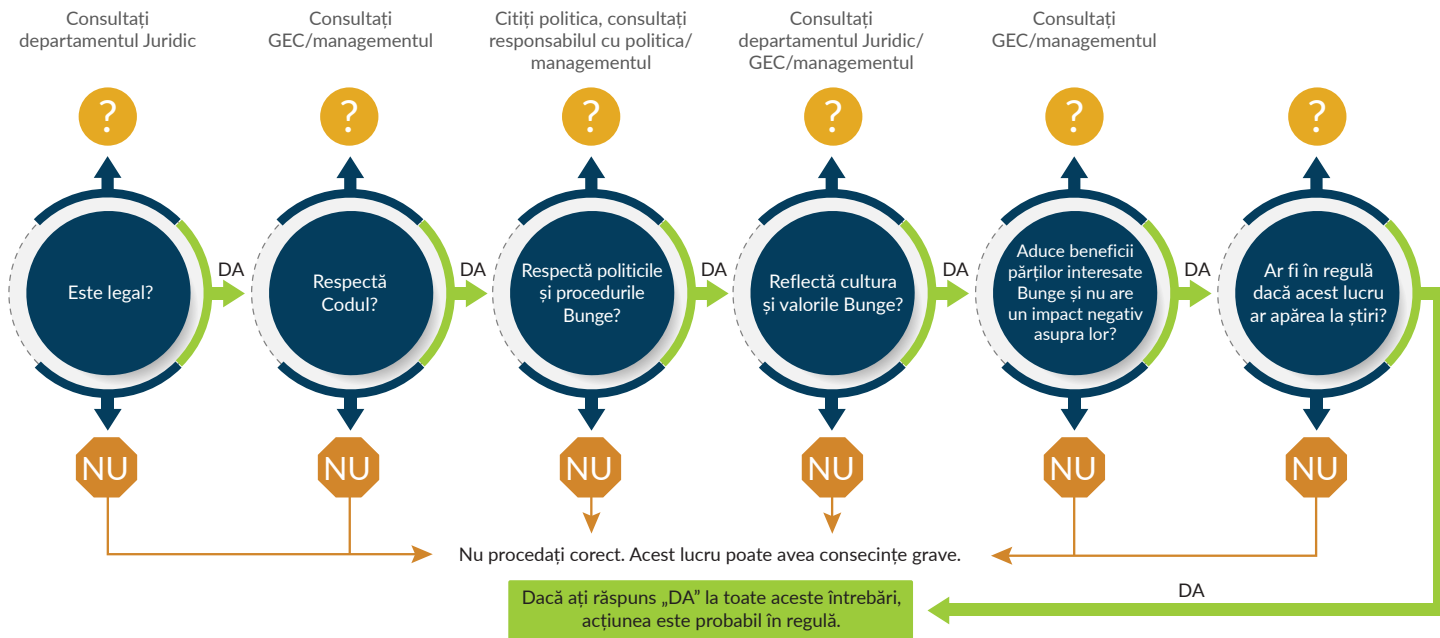 Consultați
departamentul Juridic
Consultați
GEC/managementul
Citiți politica, consultați
responsabilul cu politica/
managementul
Consultați
departamentul Juridic/
GEC/managementul
Consultați
GEC/managementul
?
?
?
?
?
?
Este legal?
DA
Respectă
Codul?
DA
Respectă politicile
și procedurile
Bunge?
DA
Reflectă cultura
și valorile Bunge?
DA
Aduce beneficii
părților interesate
Bunge și nu are
un impact negativ
asupra lor?
DA
Ar fi în regulă
dacă acest lucru
ar apărea la știri?
NU
NU
NU
NU
NU
NU
Nu procedați corect. Acest lucru poate avea consecințe grave.
DA
Dacă ați răspuns „DA” la toate aceste întrebări,
acțiunea este probabil în regulă.